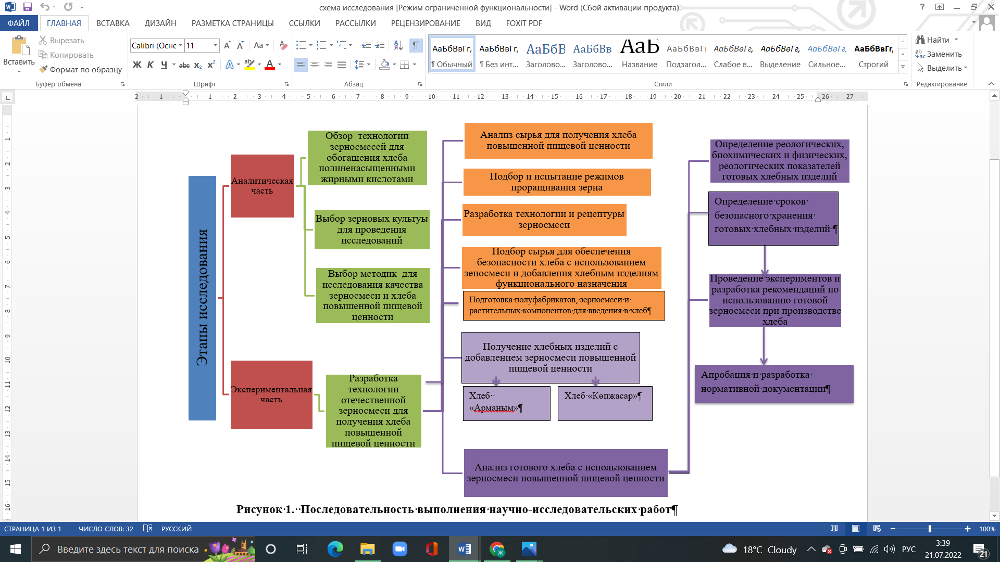 схема исследования [Режим ограниченной функциональности] - Word (Сбой активации продукта)
ФАЙЛ ГЛАВНАЯ ВСТАВКА ДИЗАЙН РАЗМЕТКА СТРАНИЦЫ ССЫЛКИ РАССЫЛКИ РЕЦЕНЗИРОВАНИЕ ВИД FOXIT PDF
Вставить
Вырезать
Копировать
Формат по образцу
Буфер обмена
Calibri (Оснс 11
Ж К Ч abc x₂ x²
Шрифт
Абзац
АаБбВвГг, АаБбВвГг, АаБбВ АаБбВв АаЬ АаБбВвГг АаБбВвГг, АаБбВвГг, АаБбВвГг, АаБбВвГг,
¶ Обычный ¶ Без инт... Заголово... Заголово... Название Подзагол... Слабое в... Выделение Сильное... Строгий
Стили
Найти
Заменить
Выделить
Редактирование
2 1 1 2 3 4 5 6 7 8 9 10 11 12 13 14 15 16 17 18 19 20 21 22 23 24 25 26 27
1
2
3
4
5
6
7
8
9
10
11
12
13
14
15
16
Этапы исследования
Аналитическая
часть
Экспериментальная
часть
Обзор технологии
зерносмесей для
обогащения хлеба
полиненасыщенными
жирными кислотами
Выбор зерновых культуы
для проведения
исследований
Выбор методик для
исследования качества
зерносмеси и хлеба
повышенной пищевой
ценности
Разработка
технологии
отечественной
зерносмеси для
получения хлеба
повышенной
пищевой ценности
Анализ сырья для получения хлеба
повышенной пищевой ценности
Подбор и испытание режимов
проращивания зерна
Разработка технологии и рецептуры
зерносмеси
Подбор сырья для обеспечения
безопасности хлеба с использованием
зеносмеси и добавления хлебным изделиям
функционального назначения
Подготовка·полуфабрикатов,·зерносмеси·и·
растительных·компонентов·для·введения·в·хлеб¶
Получение хлебных изделий с
добавлением зерносмеси повышенной
пищевой ценности
Хлеб··
«Арманым»¶
Хлеб·«Көпжасар»¶
Анализ готового хлеба с использованием
зерносмеси повышенной пищевой ценности
Определение реологических,
биохимических и физических,
реологических показателей
готовых хлебных изделий
Определение·сроков·
безопасного·хранения·
готовых·хлебных·изделий·¶
Проведение экспериментов и
разработка рекомендаций по
использованию готовой
зерносмеси при производстве
хлеба
Апробация·и·разработка·
нормативной·документации¶
Рисунок·1.··Последовательность·выполнения·научно-исследовательских·работ¶
СТРАНИЦА 1 ИЗ 1 ЧИСЛО СЛОВ: 32 РУССКИЙ 100%
Введите здесь текст для поиска
18°C Cloudy
РУС
3:39
21.07.2022
21